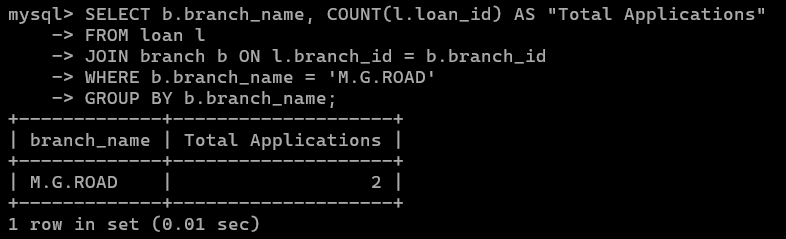 mysql> SELECT b.branch_name, COUNT(l.loan_id) AS "Total Applications"
    -> FROM loan l
    -> JOIN branch b ON l.branch_id = b.branch_id
    -> WHERE b.branch_name = 'M.G.ROAD'
    -> GROUP BY b.branch_name;
+-------------+--------------------+
| branch_name | Total Applications |
+-------------+--------------------+
| M.G.ROAD    |                  2 |
+-------------+--------------------+
1 row in set (0.01 sec)